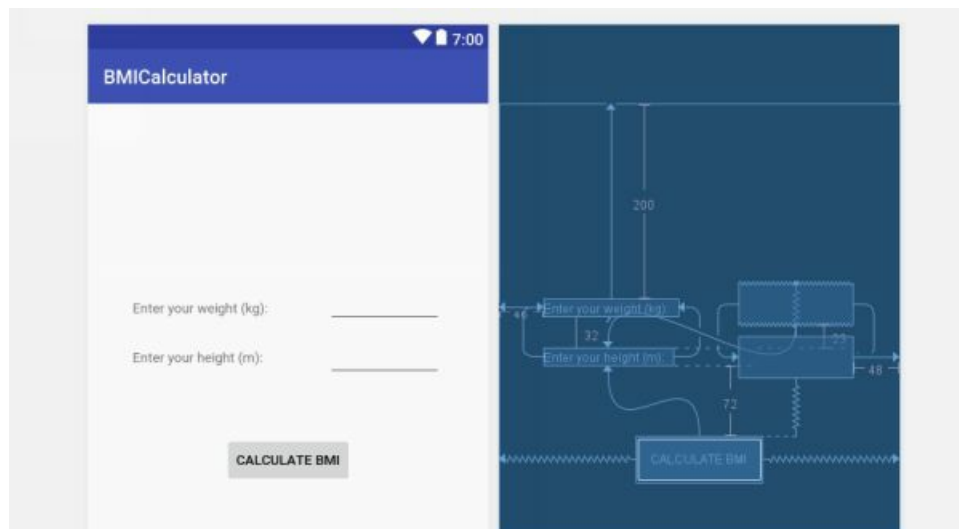 7:00
BMICalculator
Enter your weight (kg):
Enter your height (m):
CALCULATE BMI
200
46
Enter your weight (kg)
32
Enter your height (m):
48
72
CALCULATE BMI